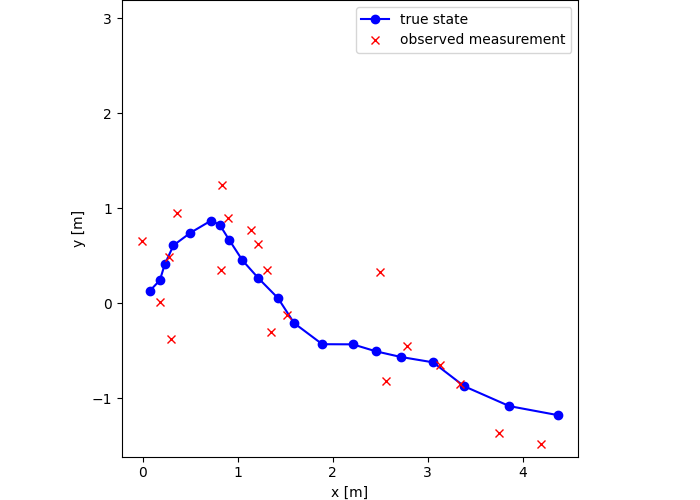 true state
observed measurement
3
2
1
0
−1
y [m]
0 1 2 3 4
x [m]